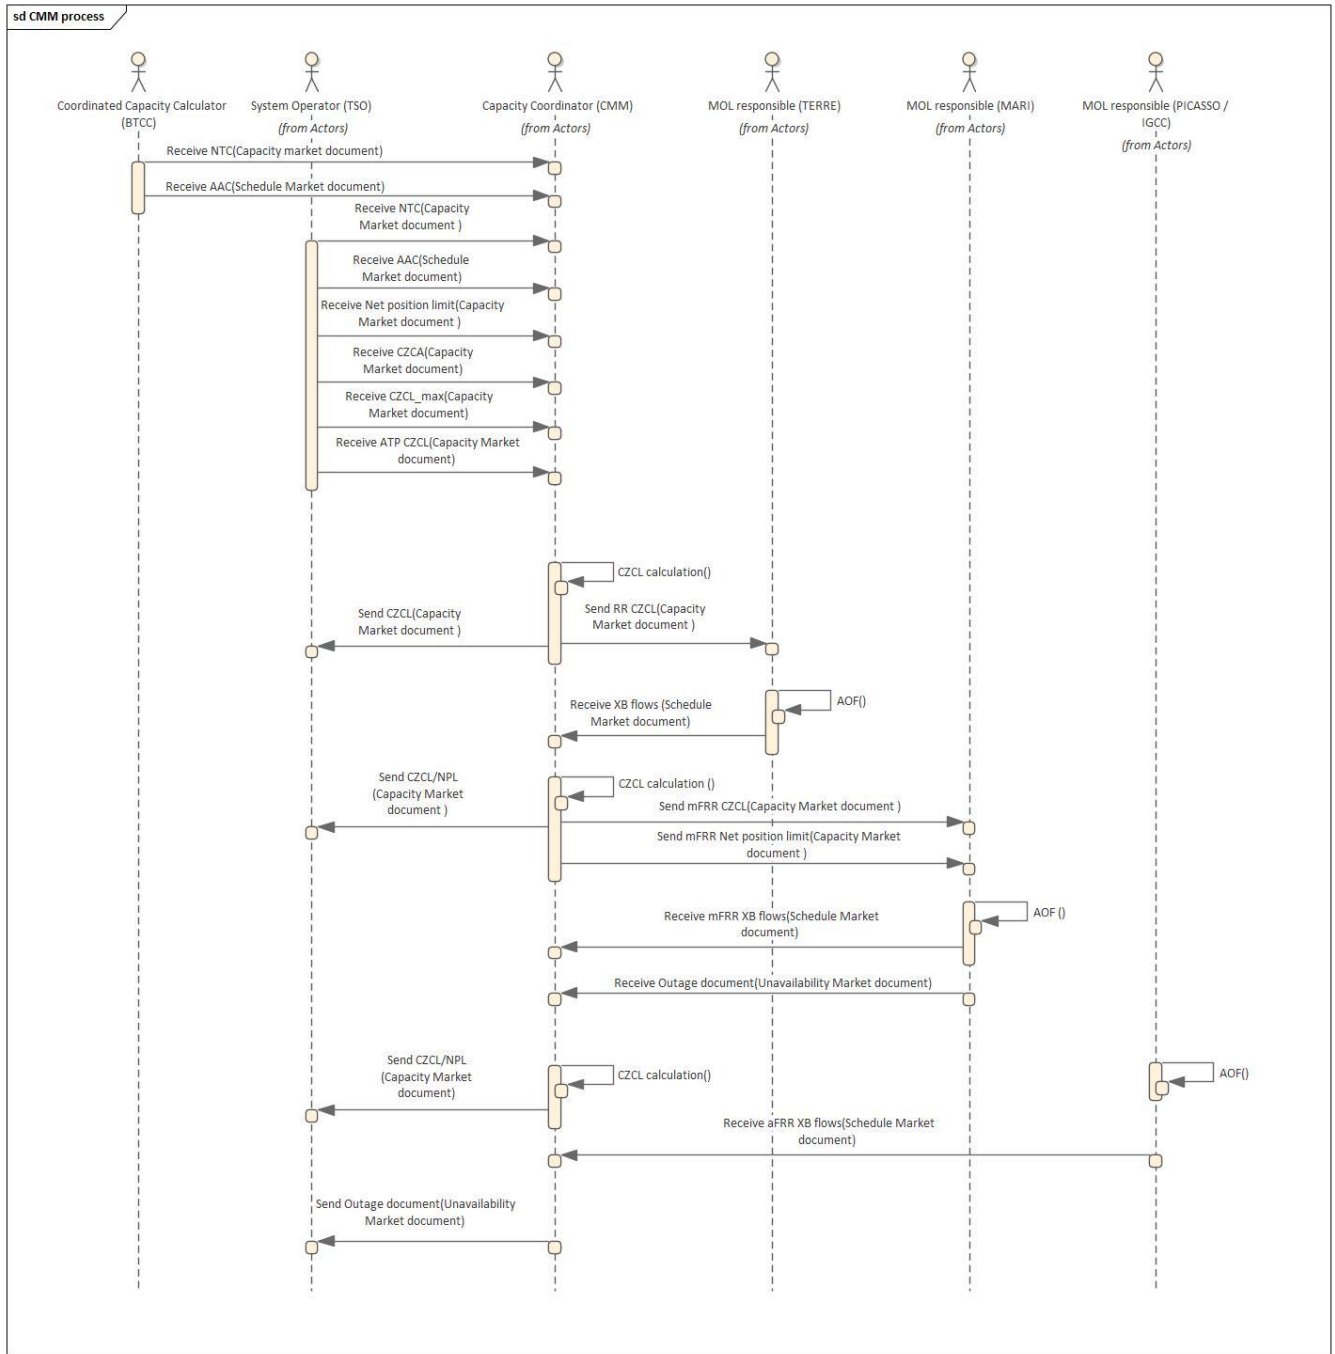 sd CMM process
Coordinated Capacity Calculator
(BTCC)
System Operator (TSO)
(from Actors)
Capacity Coordinator (CMM)
(from Actors)
MOL responsible (TERRE)
(from Actors)
MOL responsible (MARI)
(from Actors)
MOL responsible (PICASSO /
IGCC)
(from Actors)
Receive NTC(Capacity market document)
Receive AAC(Schedule Market document)
Receive NTC(Capacity
Market document )
Receive AAC(Schedule
Market document)
Receive Net position limit(Capacity
Market document )
Receive CZCA(Capacity
Market document)
Receive CZCL_max(Capacity
Market document)
Receive ATP CZCL(Capacity Market
document)
CZCL calculation()
Send CZCL(Capacity
Market document )
Send RR CZCL(Capacity
Market document )
AOF()
Receive XB flows (Schedule
Market document)
Send CZCL/NPL
(Capacity Market
document )
CZCL calculation ()
Send mFRR CZCL(Capacity Market document )
Send mFRR Net position limit(Capacity Market
document )
AOF ()
Receive mFRR XB flows(Schedule Market
document)
Receive Outage document(Unavailability Market document)
Send CZCL/NPL
(Capacity Market
document)
CZCL calculation()
AOF()
Receive aFRR XB flows(Schedule Market
document)
Send Outage document(Unavailability
Market document)